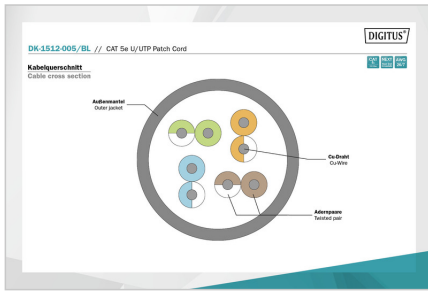 DIGITUS®
DK-1512-005/BL // CAT 5e U/UTP Patch Cord
Kabelquerschnitt
Cable cross section
Außenmantel
Outer jacket
Cu-Draht
Cu-Wire
Adernpaare
Twisted pair